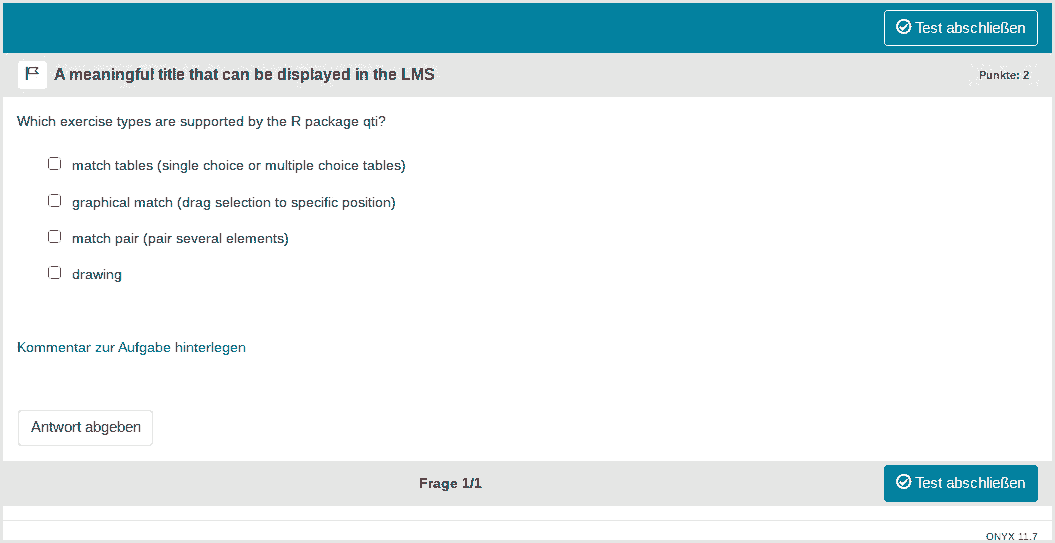 Test abschließen
A meaningful title that can be displayed in the LMS
Punkte: 2
Which exercise types are supported by the R package qti?
match tables (single choice or multiple choice tables)
graphical match (drag selection to specific position)
match pair (pair several elements)
drawing
Kommentar zur Aufgabe hinterlegen
Antwort abgeben
Frage 1/1
Test abschließen
ONYX 11.7